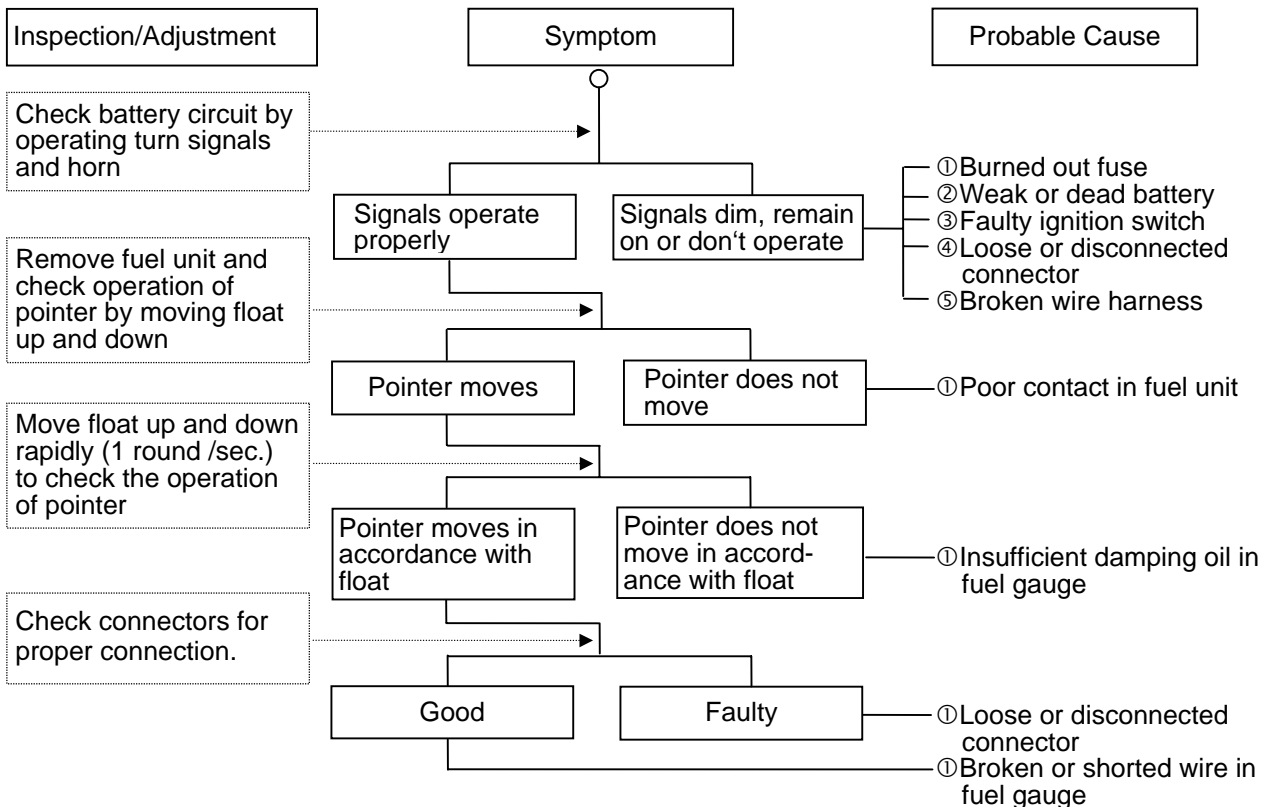 Inspection/Adjustment
Symptom
Probable Cause
Check battery circuit by
operating turn signals
and horn
Signals operate
properly
Signals dim, remain
on or don‘t operate
①Burned out fuse
②Weak or dead battery
③Faulty ignition switch
④Loose or disconnected
connector
⑤Broken wire harness
Remove fuel unit and
check operation of
pointer by moving float
up and down
Pointer moves
Pointer does not
move
①Poor contact in fuel unit
Move float up and down
rapidly (1 round /sec.)
to check the operation
of pointer
Pointer moves in
accordance with
float
Pointer does not
move in accord-
ance with float
①Insufficient damping oil in
fuel gauge
Check connectors for
proper connection.
Good
Faulty
①Loose or disconnected
connector
①Broken or shorted wire in
fuel gauge